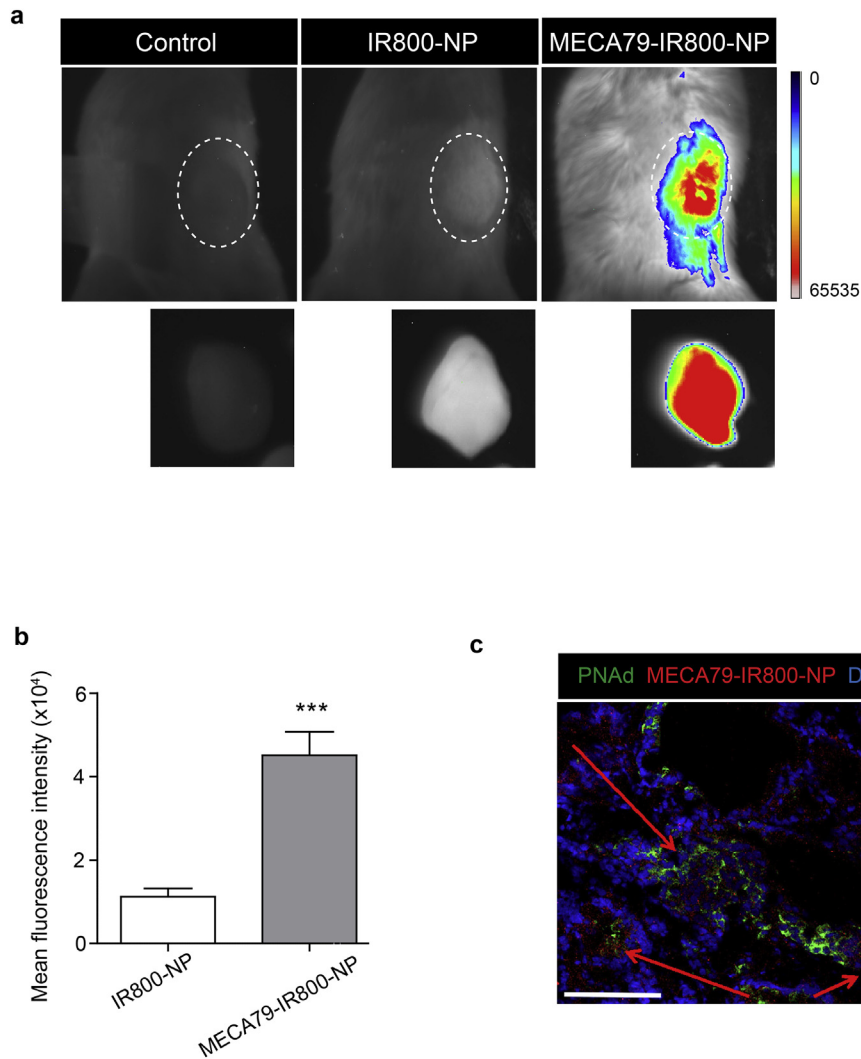 a
Control IR800-NP MECA79-IR800-NP
0
65535
b
Mean fluorescence intensity (x10⁴)
6
4
2
0
***
IR800-NP
MECA79-IR800-NP
c
PNAd MECA79-IR800-NP D